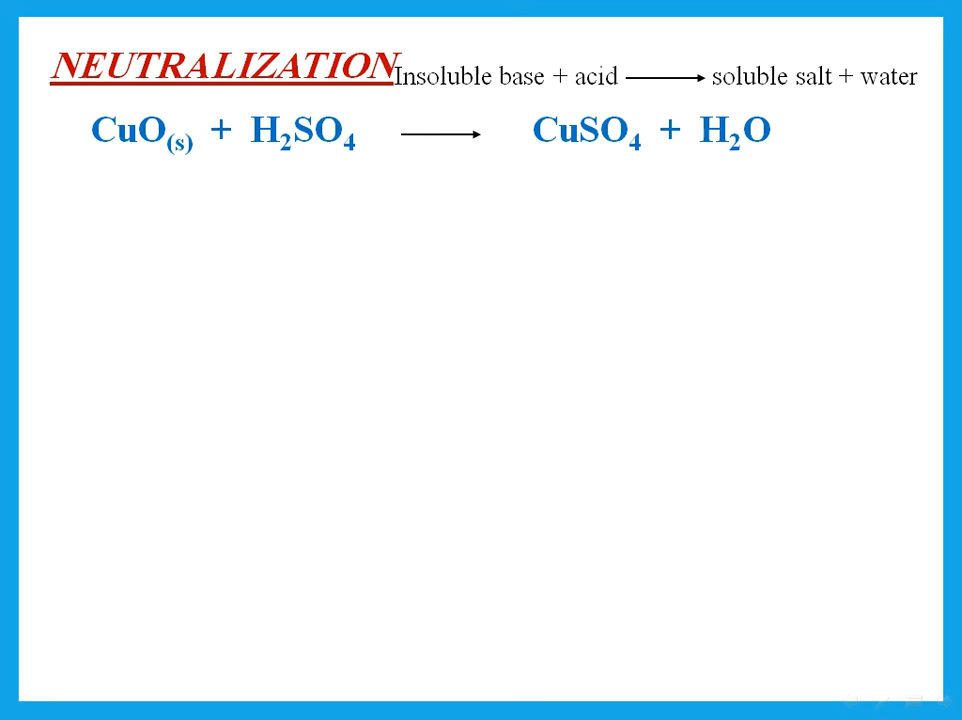 NEUTRALIZATION Insoluble base + acid ⟶ soluble salt + water
CuO(s) + H₂SO₄ ⟶ CuSO₄ + H₂O